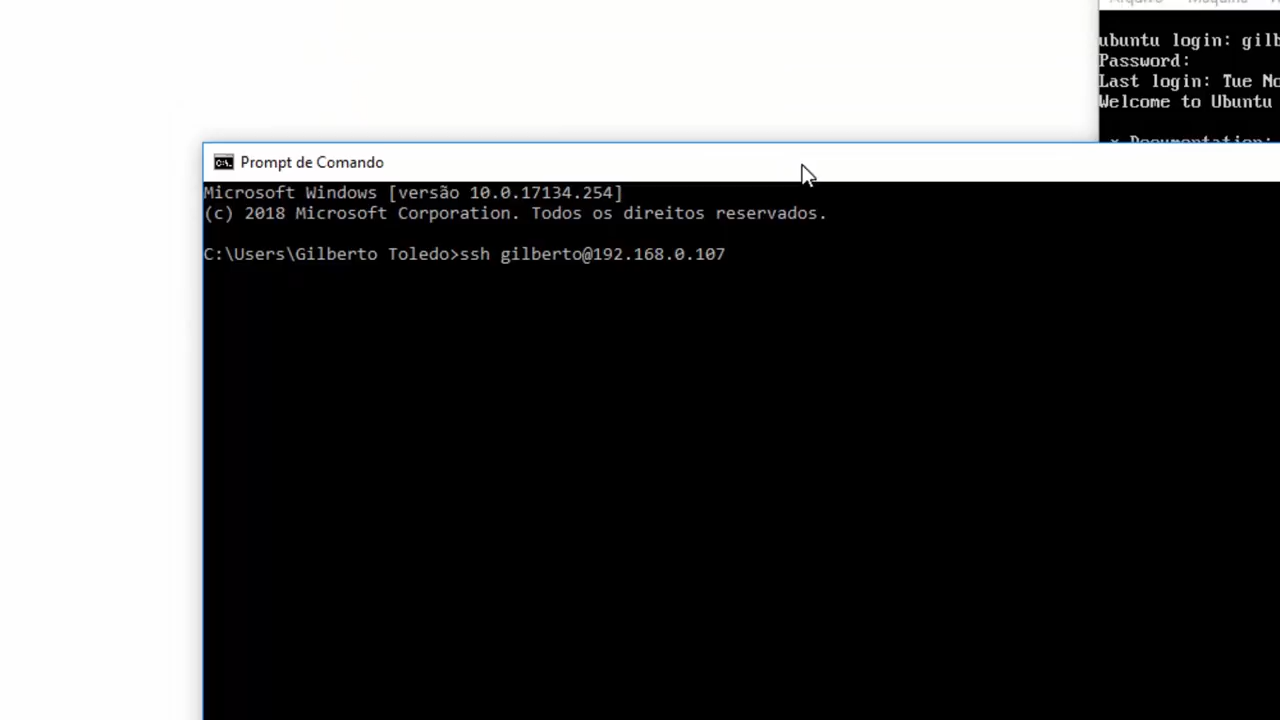 ubuntu login: gilb
Password:
Last login: Tue No
Welcome to Ubuntu
* Documentation:
Prompt de Comando
Microsoft Windows [versão 10.0.17134.254]
(c) 2018 Microsoft Corporation. Todos os direitos reservados.
C:\Users\Gilberto Toledo>ssh gilberto@192.168.0.107